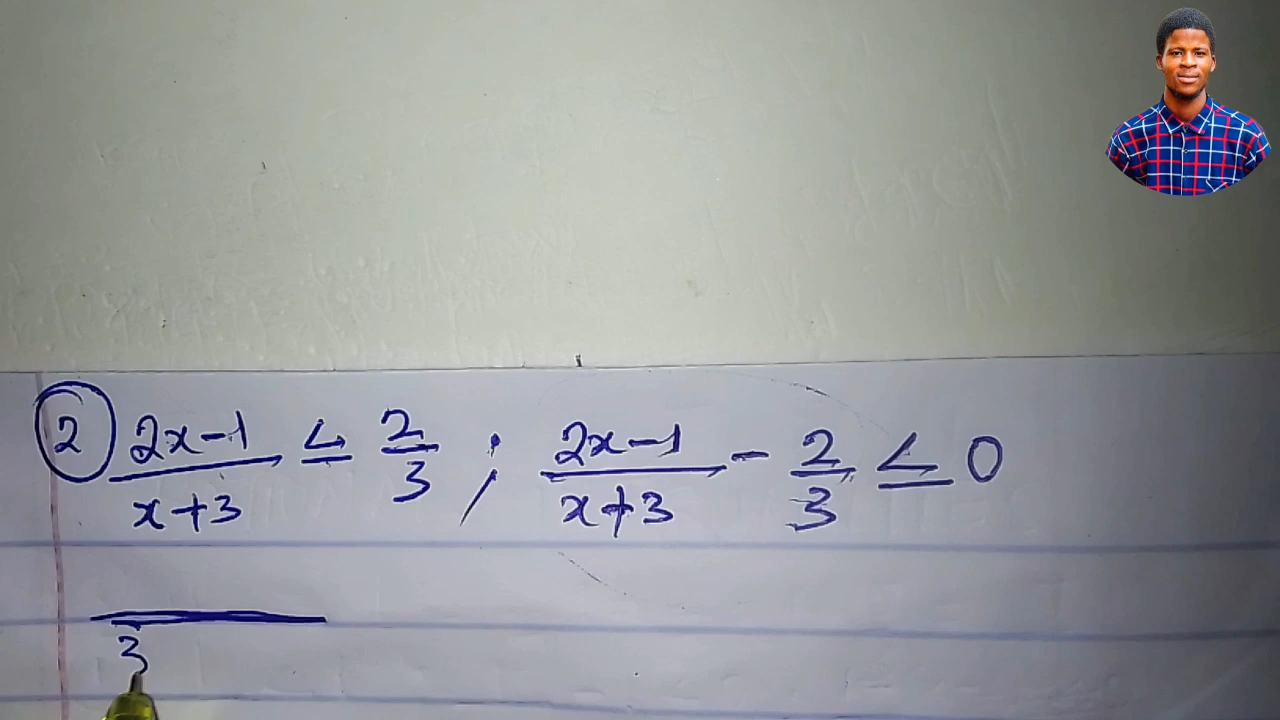 ② (2x-1)/(x+3) ≤ 2/3 ; (2x-1)/(x+3) - 2/3 ≤ 0
3